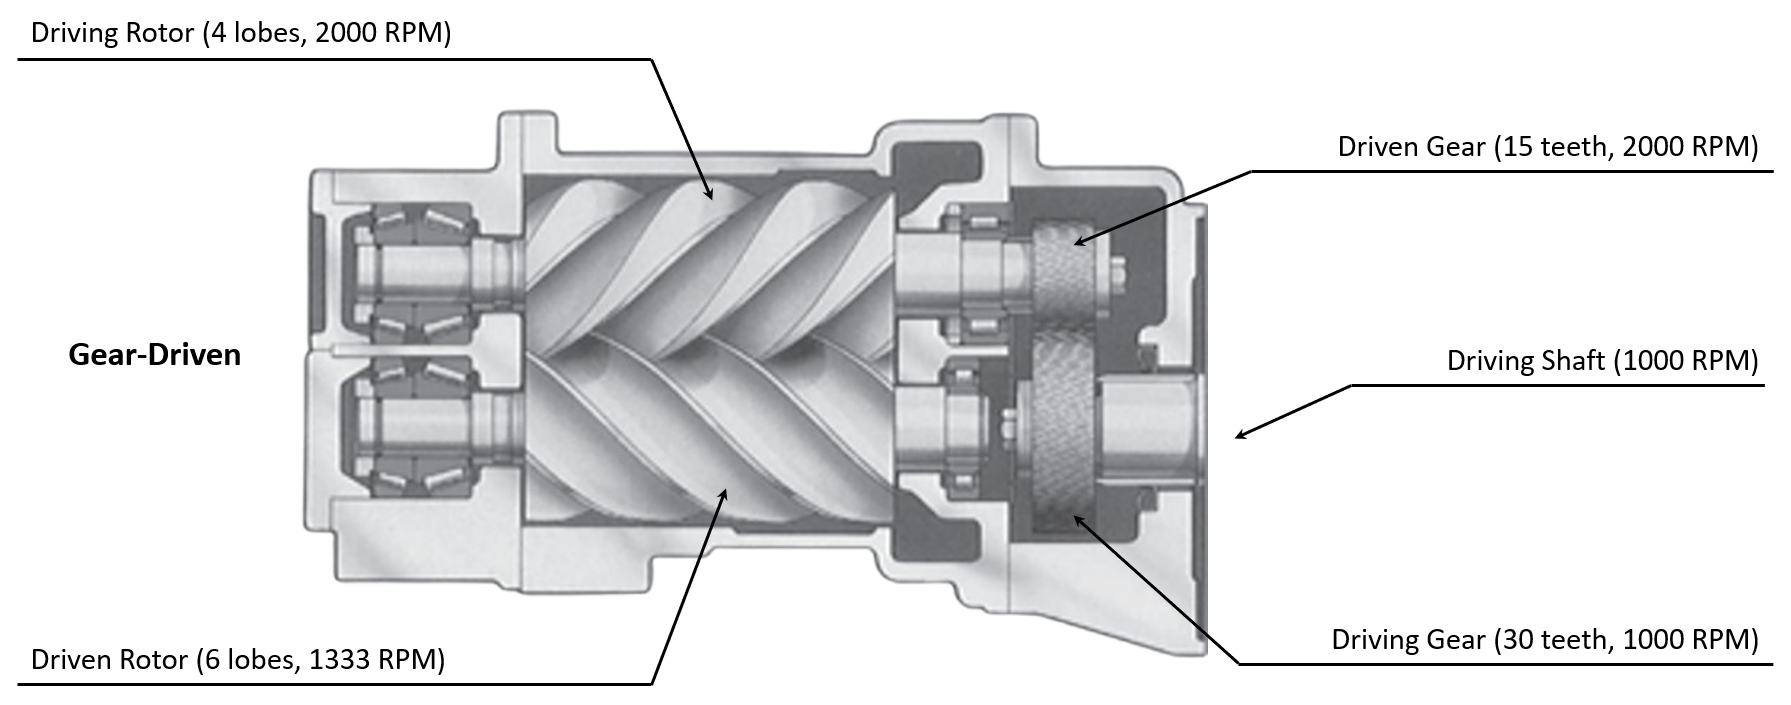 Driving Rotor (4 lobes, 2000 RPM)
Driven Gear (15 teeth, 2000 RPM)
Gear-Driven
Driving Shaft (1000 RPM)
Driving Gear (30 teeth, 1000 RPM)
Driven Rotor (6 lobes, 1333 RPM)